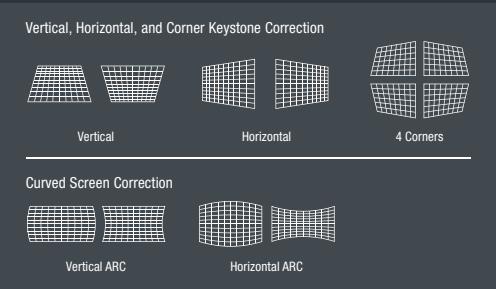 Vertical, Horizontal, and Corner Keystone Correction
Vertical
Horizontal
4 Corners
Curved Screen Correction
Vertical ARC
Horizontal ARC